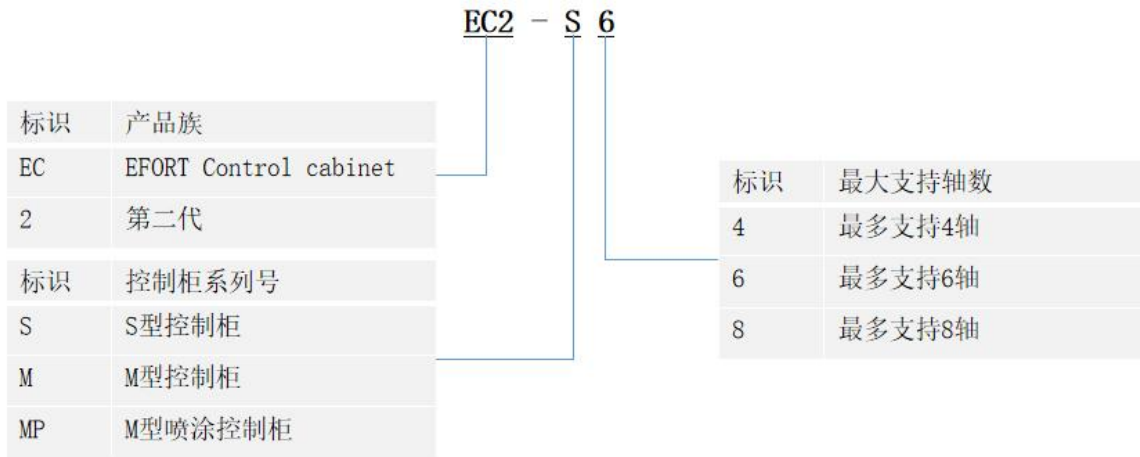 EC2 - S 6
标识 产品族
EC EFORT Control cabinet
2 第二代
标识 控制柜系列号
S S型控制柜
M M型控制柜
MP M型喷涂控制柜
标识 最大支持轴数
4 最多支持4轴
6 最多支持6轴
8 最多支持8轴